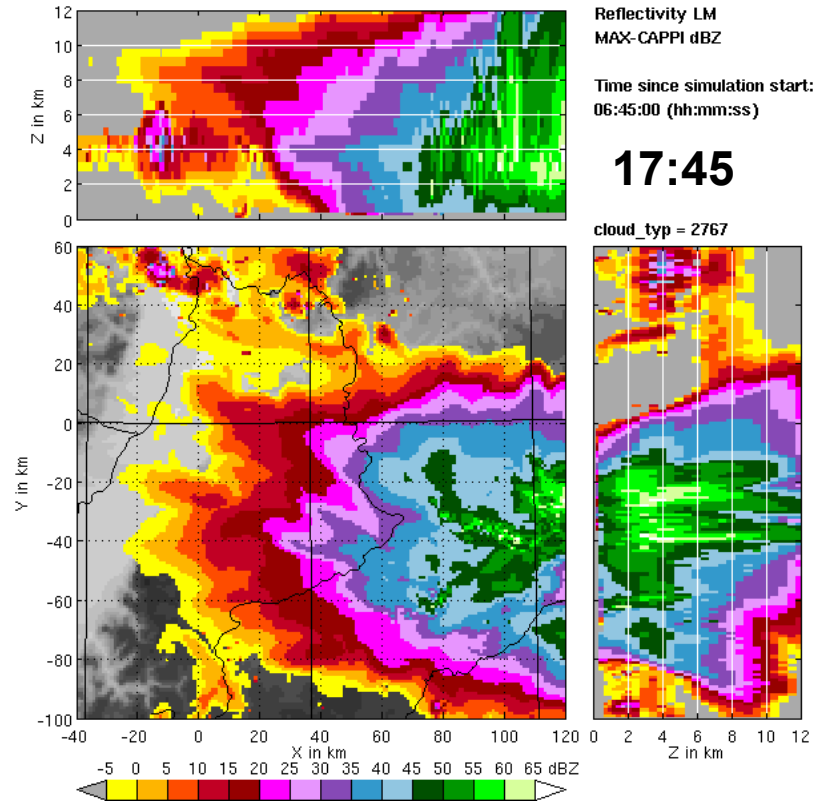 Reflectivity LM
MAX-CAPPI dBZ
Time since simulation start:
06:45:00 (hh:mm:ss)
17:45
cloud_typ = 2767
Z in km
12
10
8
6
4
2
0
Y in km
60
40
20
0
-20
-40
-60
-80
-100
-40 -20 0 20 40 60 80 100 120
X in km
0 2 4 6 8 10 12
Z in km
-5 0 5 10 15 20 25 30 35 40 45 50 55 60 65 dBZ